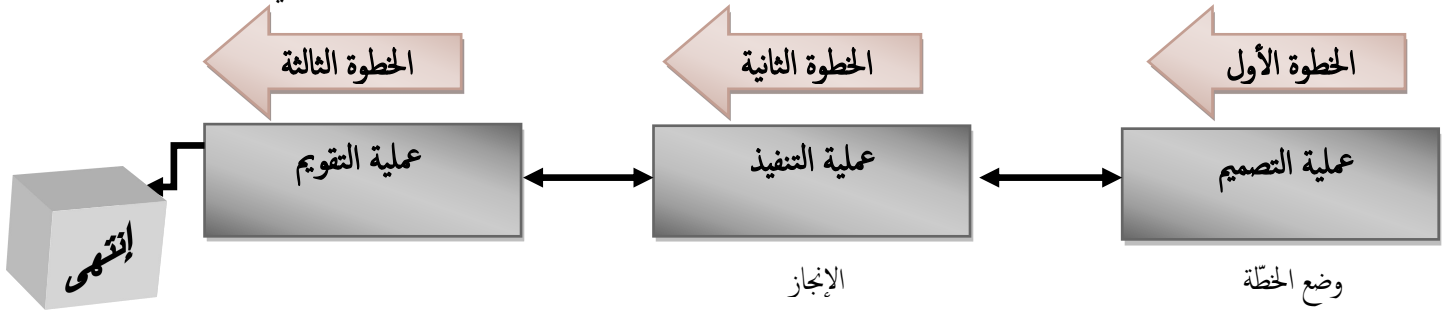 الخطوة الأول
الخطوة الثانية
الخطوة الثالثة
عملية التصميم
عملية التنفيذ
عملية التقويم
إنتهى
وضع الخطّة
الإنجاز